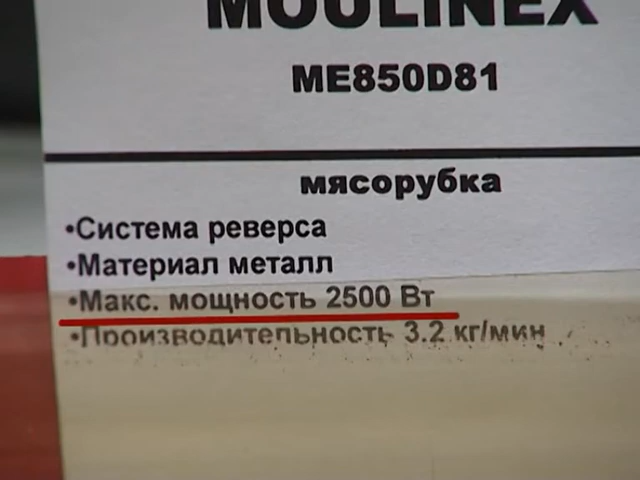 MOULINEX
ME850D81
мясорубка
•Система реверса
•Материал металл
•Макс. мощность 2500 Вт
•Производительность 3.2 кг/мин